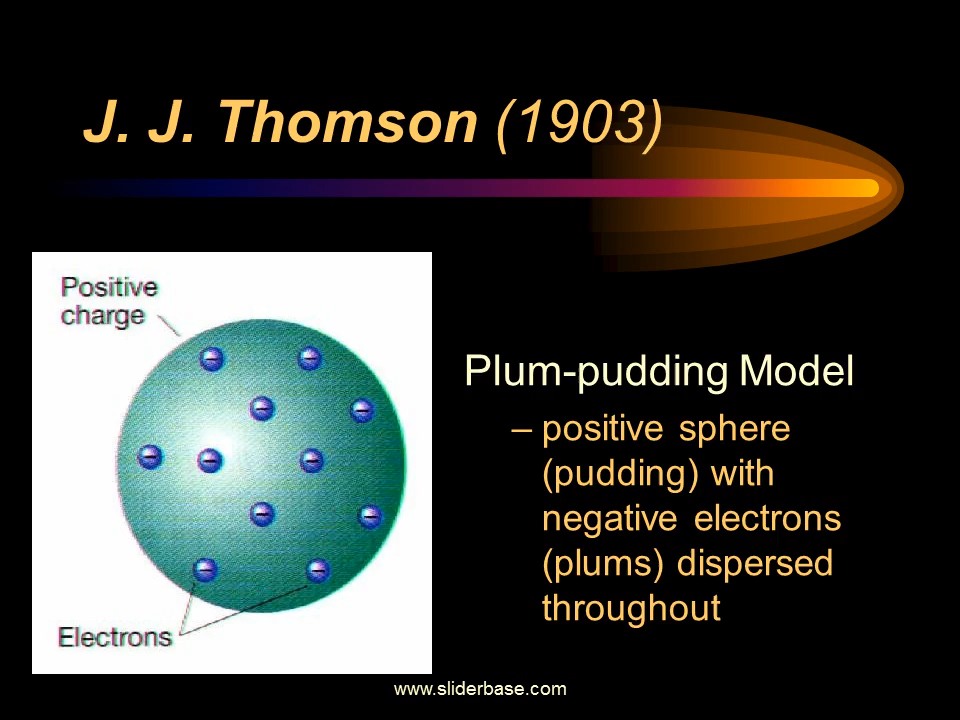 J. J. Thomson (1903)
Positive
charge
Electrons
Plum-pudding Model
– positive sphere
(pudding) with
negative electrons
(plums) dispersed
throughout
www.sliderbase.com